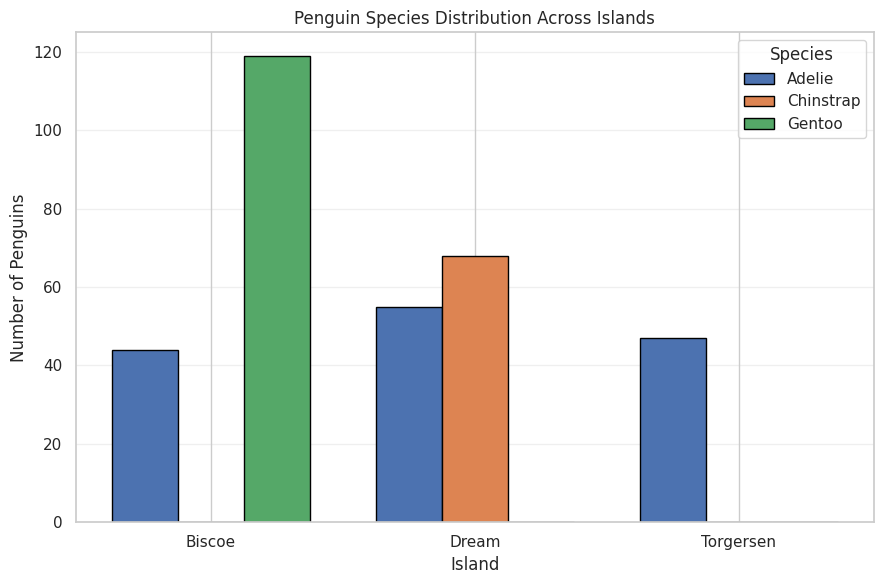 Penguin Species Distribution Across Islands
Species
Adelie
Chinstrap
Gentoo
Number of Penguins
120
100
80
60
40
20
0
Biscoe
Dream
Torgersen
Island